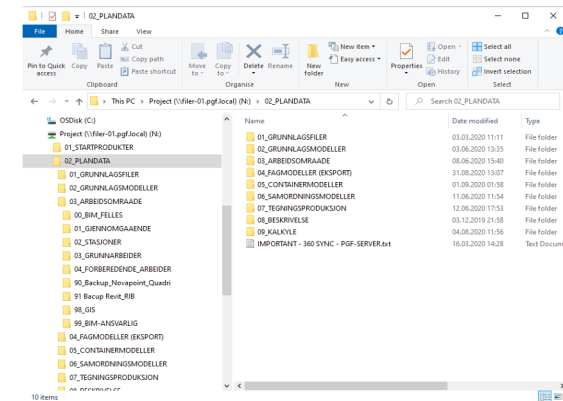 02_PLANDATA
File Home Share View
Pin to Quick access
Copy
Paste
Cut
Copy path
Paste shortcut
Clipboard
Move to
Copy to
Delete
Rename
Organise
New folder
New item
Easy access
New
Properties
Open
Edit
History
Open
Select all
Select none
Invert selection
Select
This PC > Project (\\filer-01.pgf.local) (N:) > 02_PLANDATA
Search 02_PLANDATA
OSDisk (C:)
Project (\\filer-01.pgf.local) (N:)
01_STARTPRODUKTER
02_PLANDATA
01_GRUNNLAGSFILER
02_GRUNNLAGSMODELLER
03_ARBEIDSOMRAADE
00_BIM_FELLES
01_GJENNOMGAAENDE
02_STASJONER
03_GRUNNARBEIDER
04_FORBEREDENDE_ARBEIDER
90_Backup_Novapoint_Quadri
91 Bacup Revit_RIB
98_GIS
99_BIM-ANSVARLIG
04_FAGMODELLER (EKSPORT)
05_CONTAINERMODELLER
06_SAMORDNINGSMODELLER
07_TEGNINGSPRODUKSJON
Name Date modified Type
01_GRUNNLAGSFILER 03.03.2020 11:11 File folder
02_GRUNNLAGSMODELLER 03.06.2020 13:35 File folder
03_ARBEIDSOMRAADE 08.06.2020 15:40 File folder
04_FAGMODELLER (EKSPORT) 31.08.2020 13:07 File folder
05_CONTAINERMODELLER 01.09.2020 01:58 File folder
06_SAMORDNINGSMODELLER 11.06.2020 11:54 File folder
07_TEGNINGSPRODUKSJON 12.06.2020 17:53 File folder
08_BESKRIVELSE 03.12.2019 21:58 File folder
09_KALKYLE 04.08.2020 11:56 File folder
IMPORTANT - 360 SYNC - PGF-SERVER.txt 16.03.2020 14:28 Text Docum
10 items